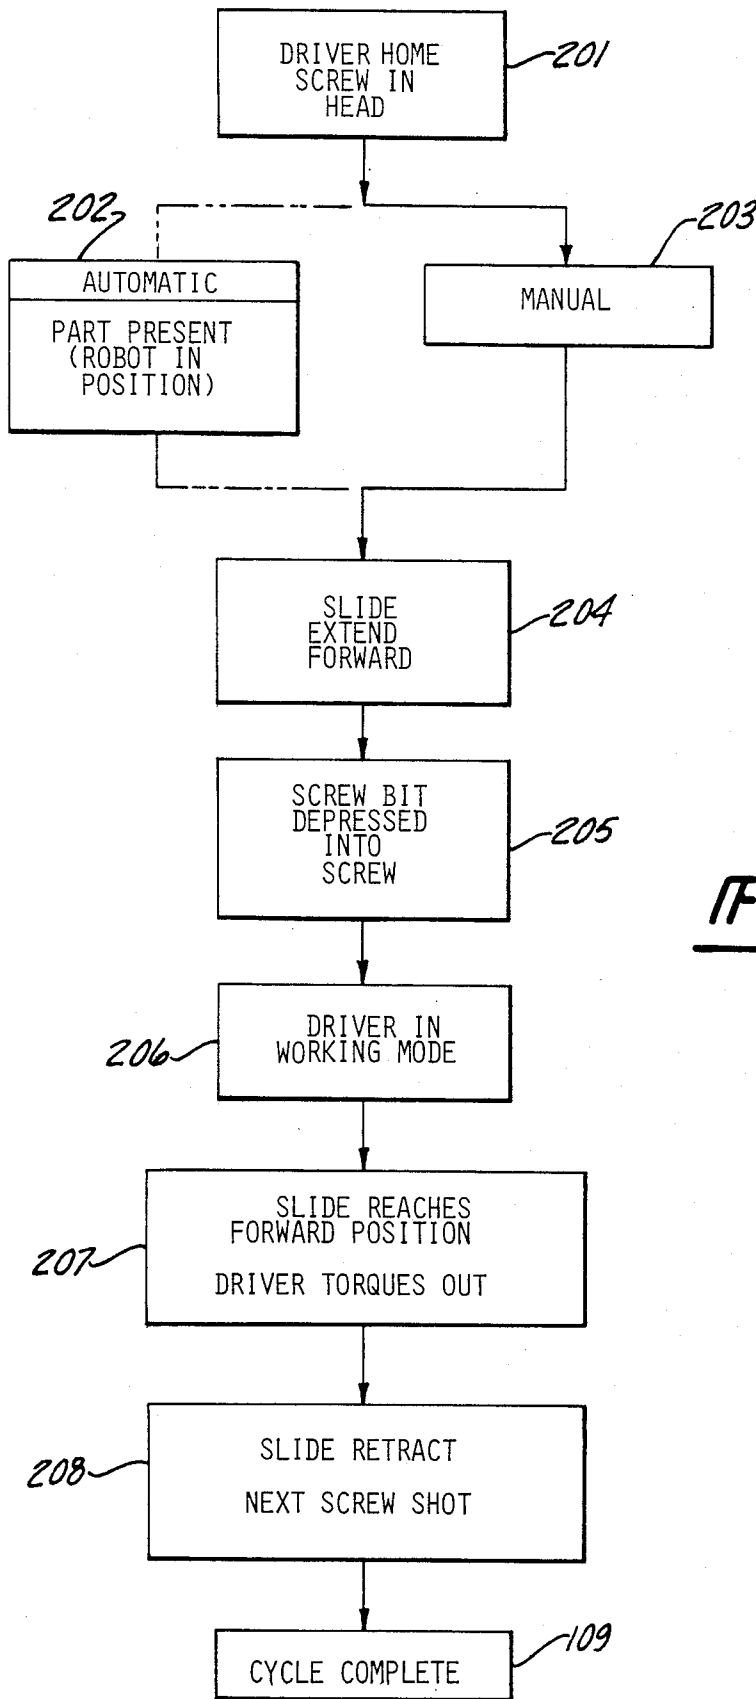 DRIVER HOME
SCREW IN
HEAD
201
202
203
AUTOMATIC
PART PRESENT
(ROBOT IN
POSITION)
MANUAL
SLIDE
EXTEND
FORWARD
204
SCREW BIT
DEPRESSED
INTO
SCREW
205
DRIVER IN
WORKING MODE
206
SLIDE REACHES
FORWARD POSITION
DRIVER TORQUES OUT
207
SLIDE RETRACT
NEXT SCREW SHOT
208
CYCLE COMPLETE
109